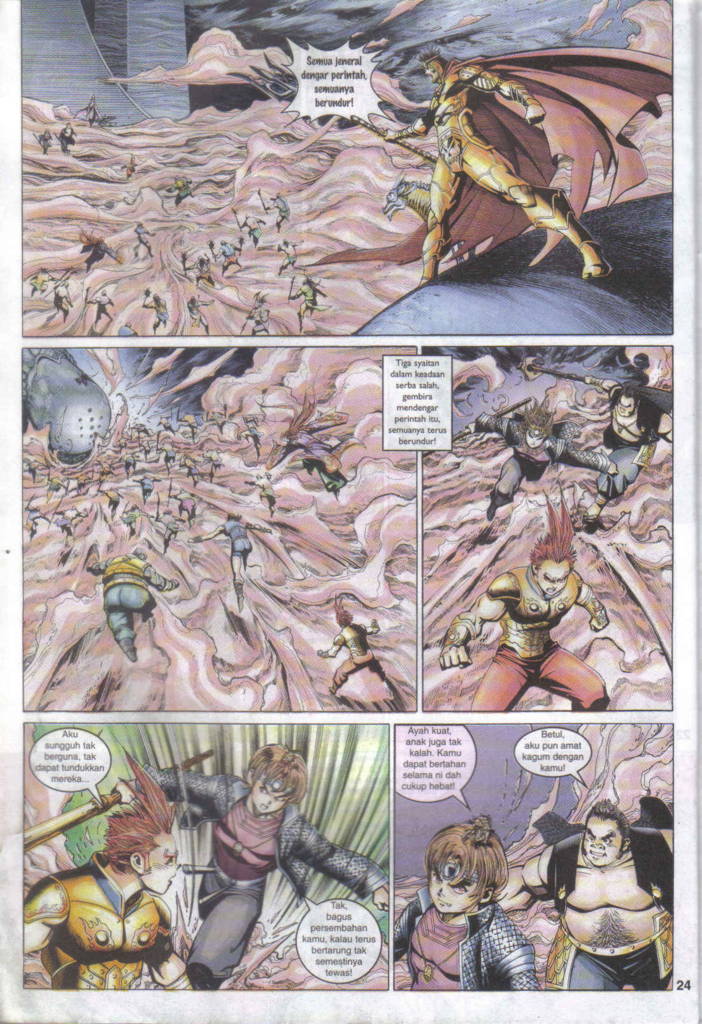 Semua jeneral
dengar perintah,
semuanya
berundur!
Tiga syaitan
dalam keadaan
serba salah,
gembira
mendengar
perintah itu,
semuanya terus
berundur!
Aku
sungguh tak
berguna, tak
dapat tundukkan
mereka...
Tak,
bagus
persembahan
kamu, kalau terus
bertarung tak
semestinya
tewas!
Ayah kuat,
anak juga tak
kalah. Kamu
dapat bertahan
selama ni dah
cukup hebat!
Betul,
aku pun amat
kagum dengan
kamu!
24